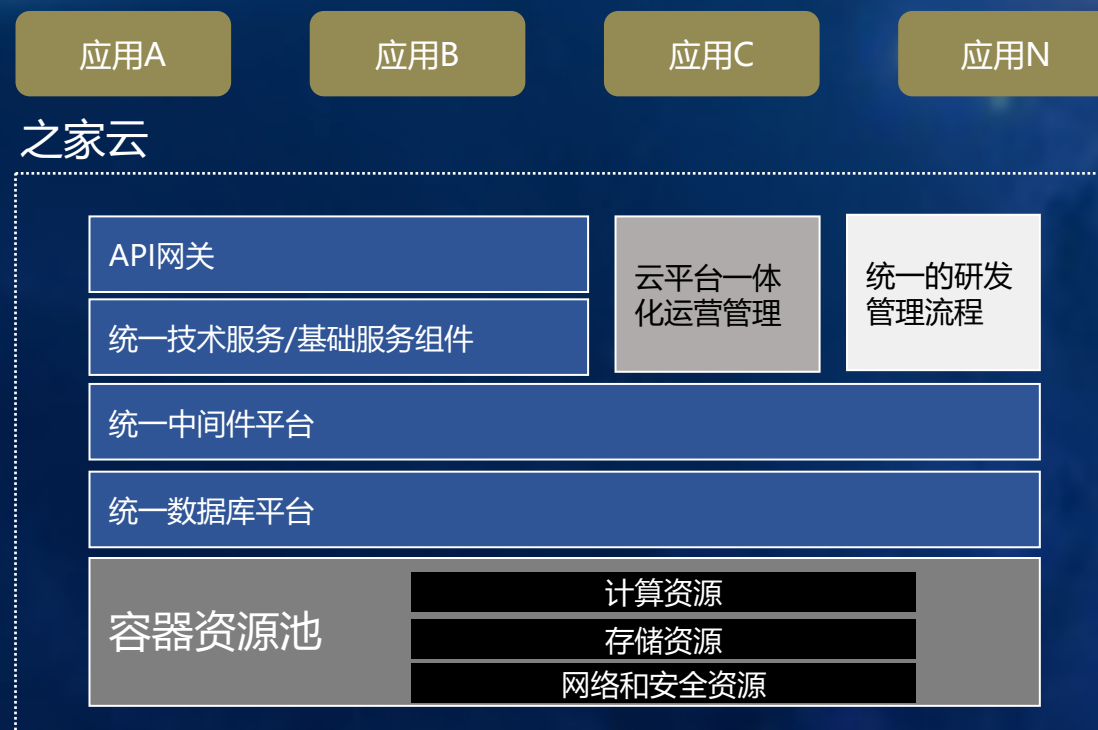 应用A
应用B
应用C
应用N
之家云
API网关
统一技术服务/基础服务组件
云平台一体
化运营管理
统一的研发
管理流程
统一中间件平台
统一数据库平台
容器资源池
计算资源
存储资源
网络和安全资源